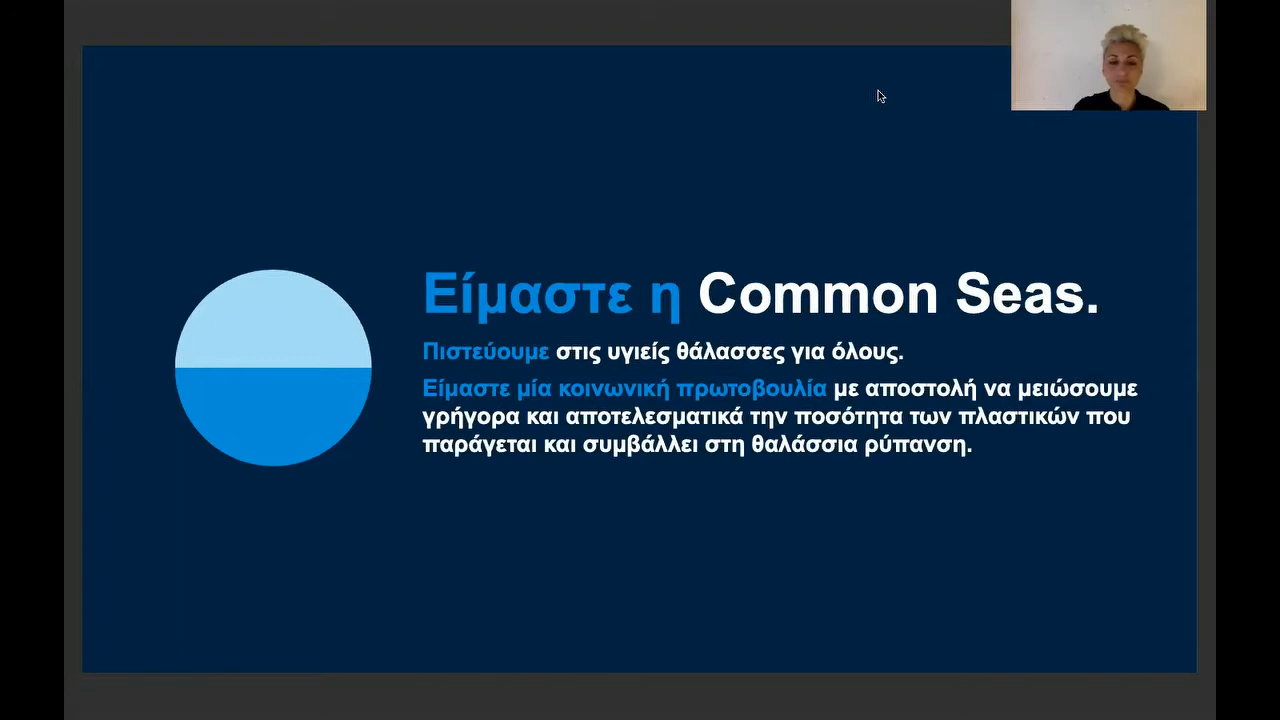 Είμαστε η Common Seas.
Πιστεύουμε στις υγιείς θάλασσες για όλους.
Είμαστε μία κοινωνική πρωτοβουλία με αποστολή να μειώσουμε
γρήγορα και αποτελεσματικά την ποσότητα των πλαστικών που
παράγεται και συμβάλλει στη θαλάσσια ρύπανση.